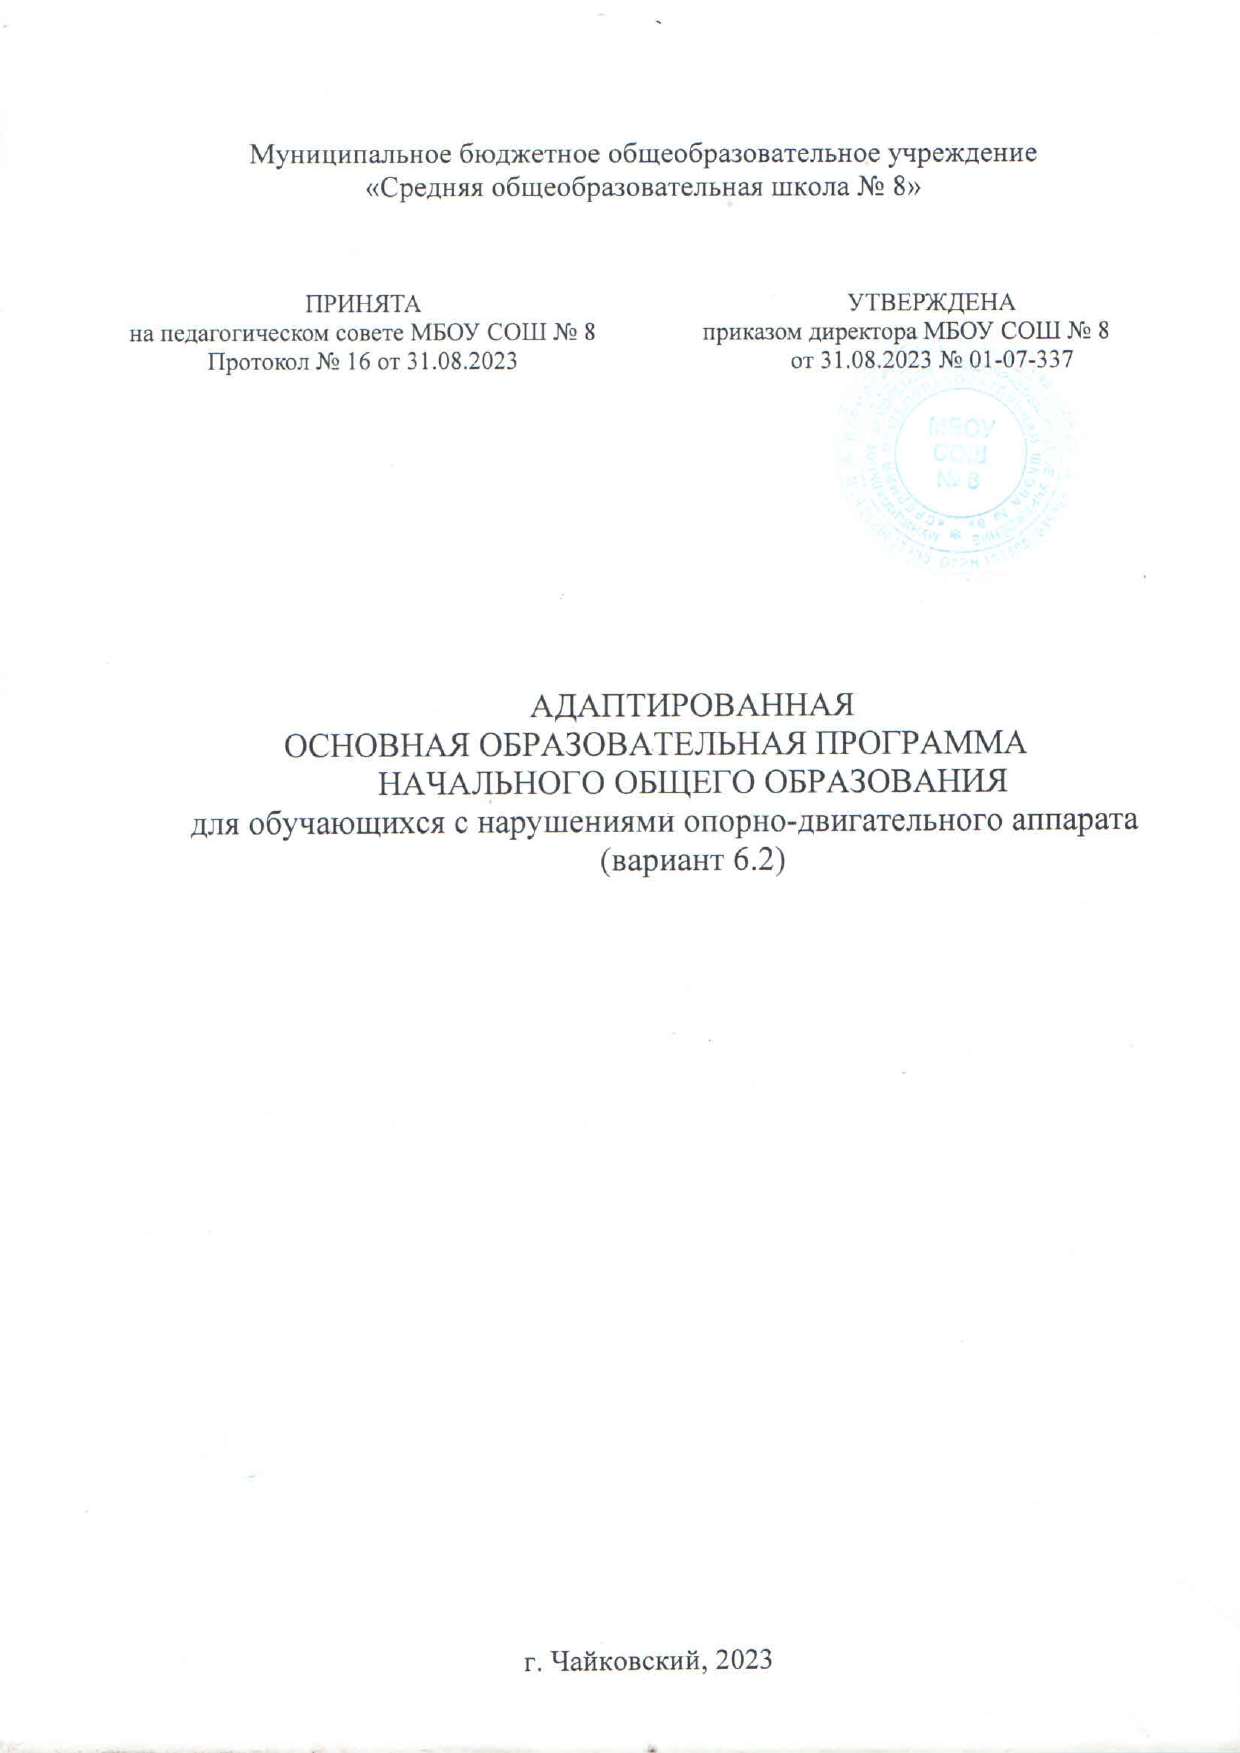 Муниципальное бюджетное общеобразовательное учреждение
«Средняя общеобразовательная школа № 8»
ПРИНЯТА
на педагогическом совете МБОУ СОШ № 8
Протокол № 16 от 31.08.2023
УТВЕРЖДЕНА
приказом директора МБОУ СОШ № 8
от 31.08.2023 № 01-07-337
МБОУ
СОШ
№ 8
АДАПТИРОВАННАЯ
ОСНОВНАЯ ОБРАЗОВАТЕЛЬНАЯ ПРОГРАММА
НАЧАЛЬНОГО ОБЩЕГО ОБРАЗОВАНИЯ
для обучающихся с нарушениями опорно-двигательного аппарата
(вариант 6.2)
г. Чайковский, 2023